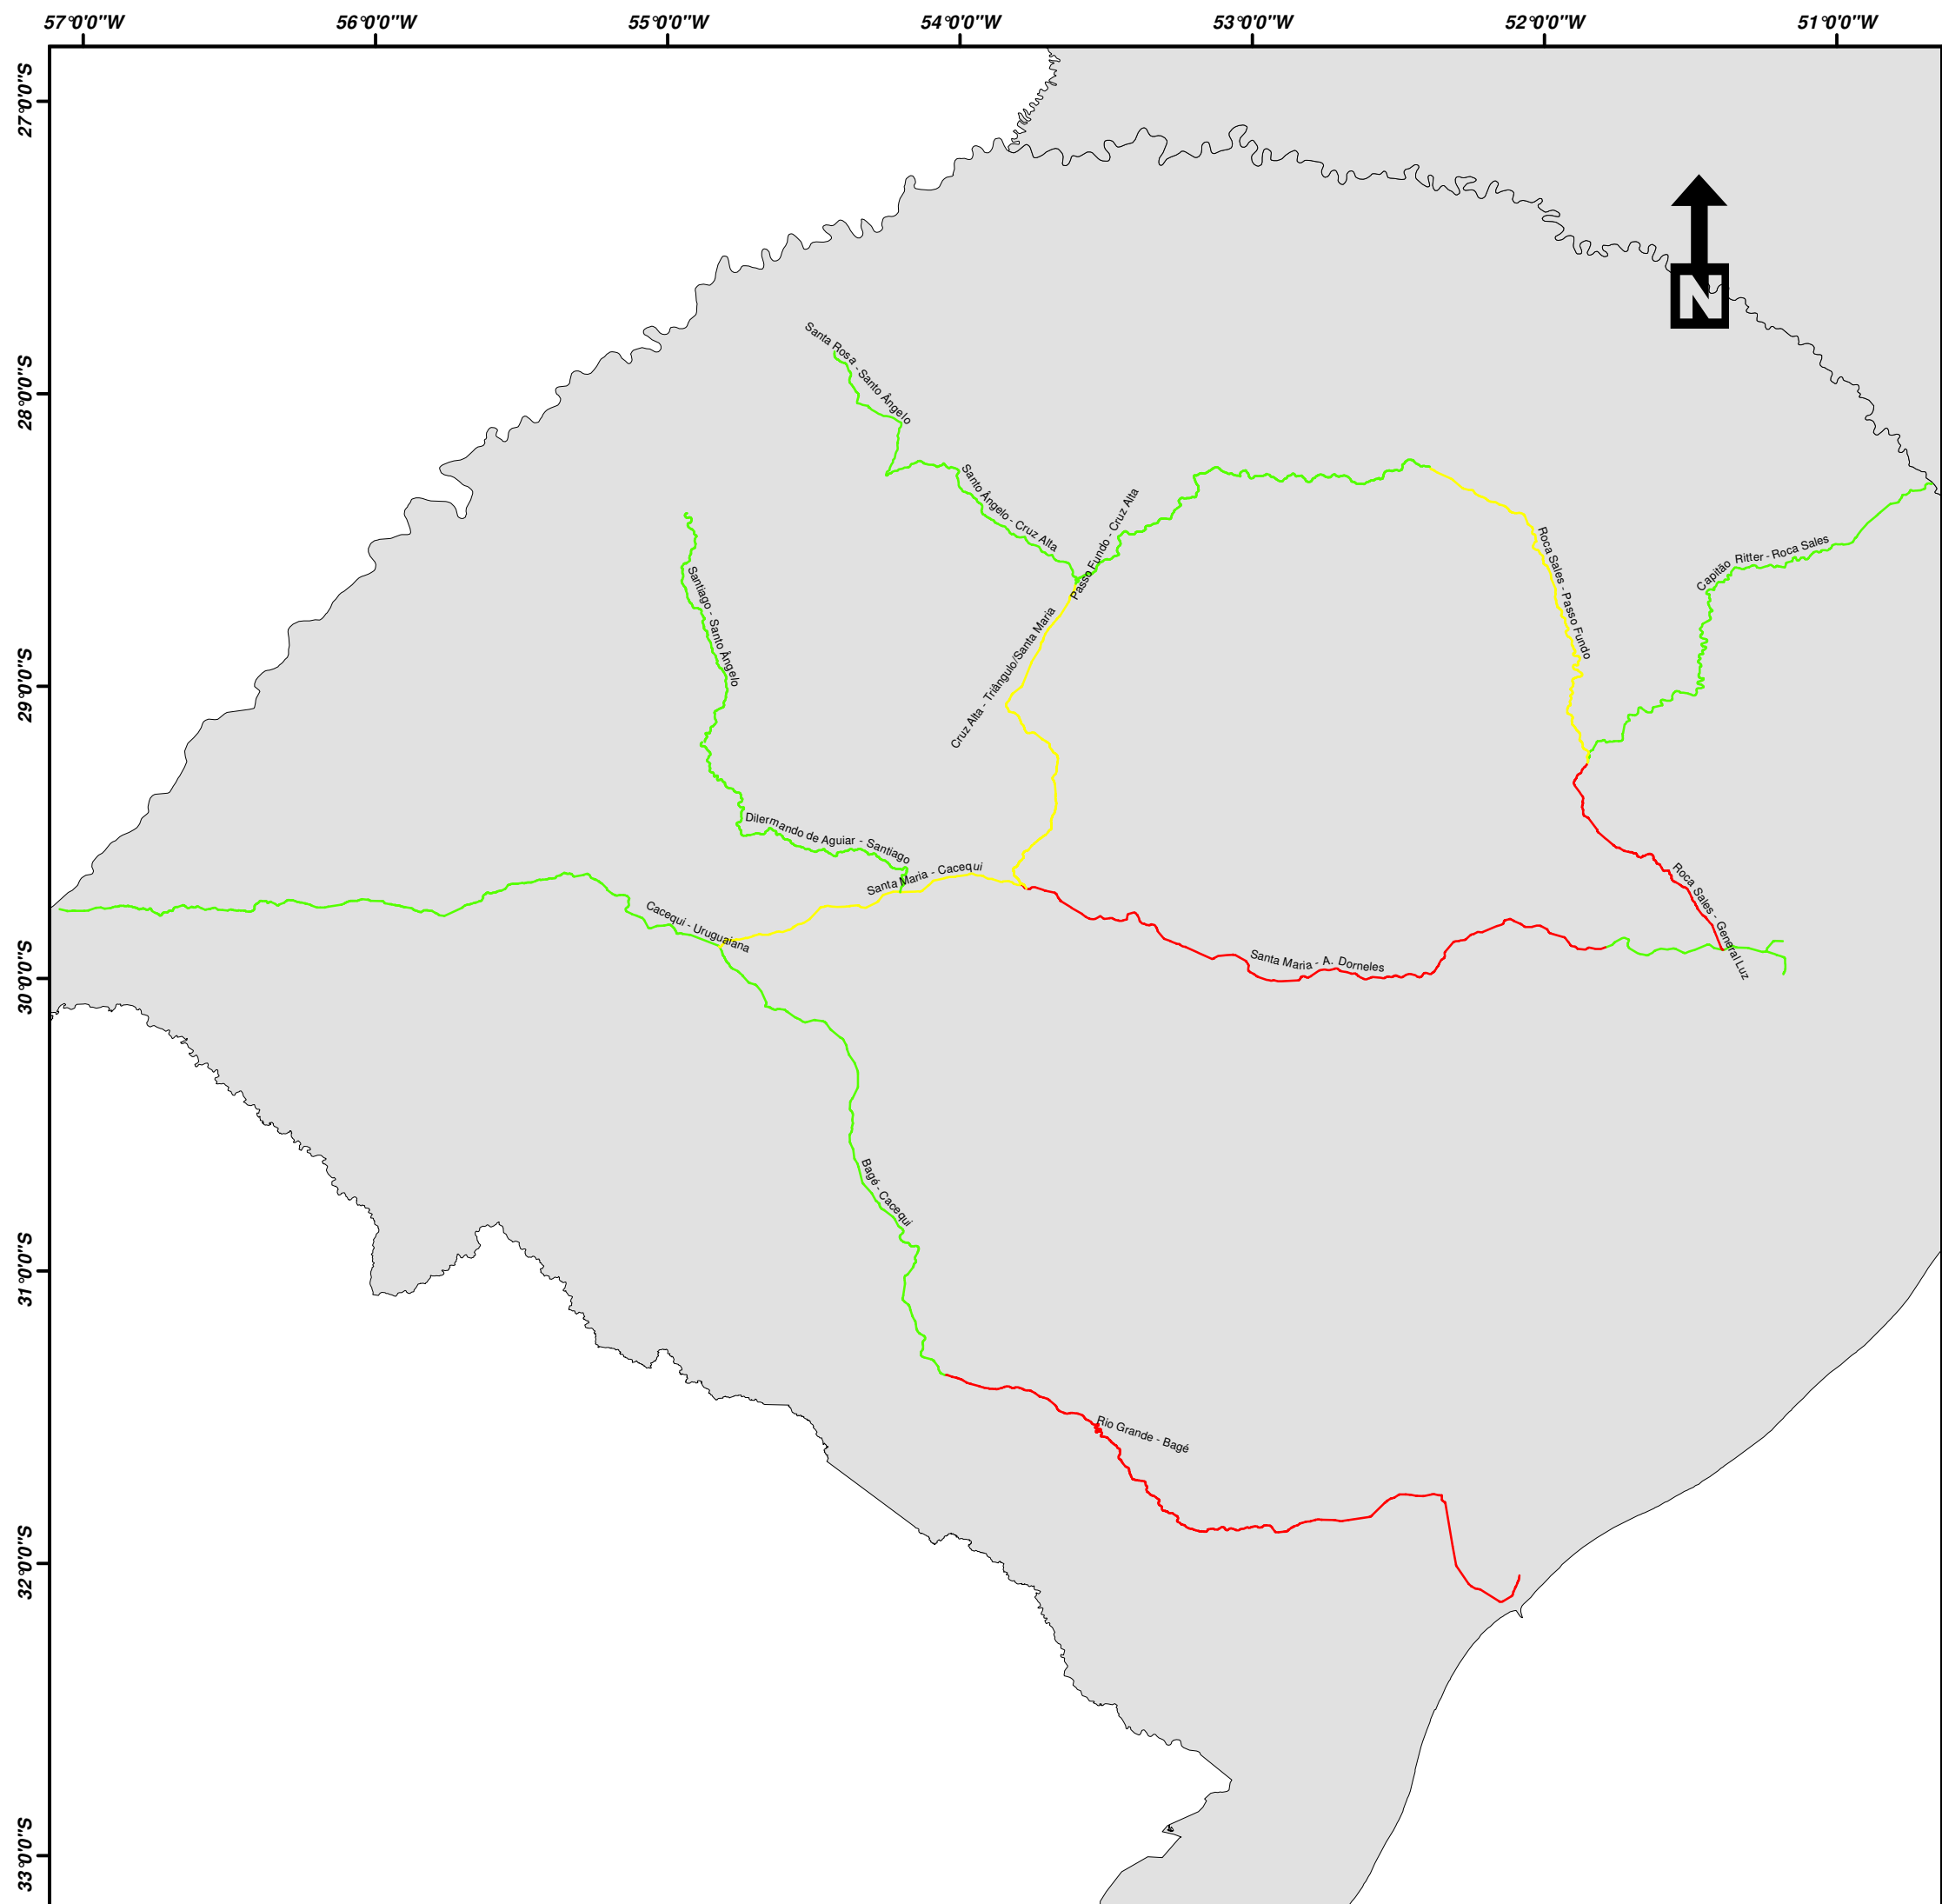 57°0'0"W
56°0'0"W
55°0'0"W
54°0'0"W
53°0'0"W
52°0'0"W
51°0'0"W
27°0'0"S
28°0'0"S
29°0'0"S
30°0'0"S
31°0'0"S
32°0'0"S
33°0'0"S
N
Santa Rosa - Santo Ângelo
Santo Ângelo - Cruz Alta
Passo Fundo - Cruz Alta
Roca Sales - Passo Fundo
Capitão Ritter - Roca Sales
Santiago - Santo Ângelo
Cruz Alta - Triângulo/Santa Maria
Dilermando de Aguiar - Santiago
Santa Maria - Cacequi
Cacequi - Uruguaiana
Roca Sales - General Luz
Santa Maria - A. Dorneles
Bagé - Cacequi
Rio Grande - Bagé